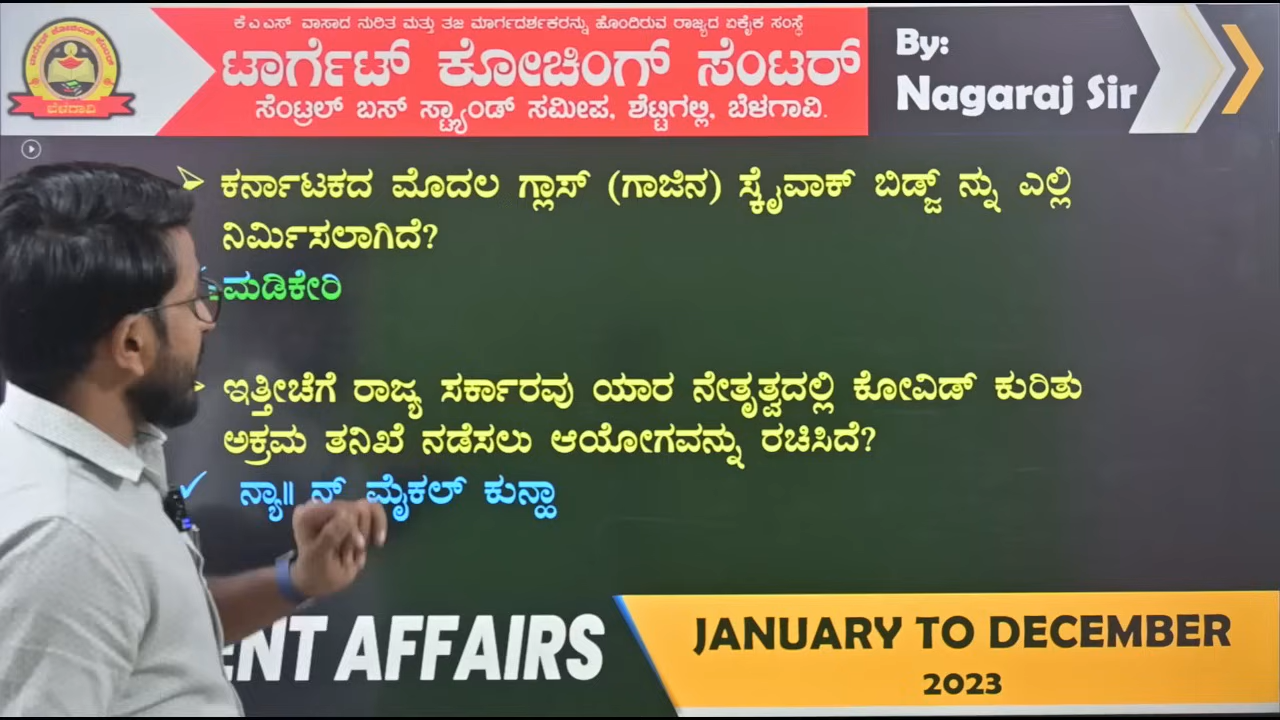 ಕೆ ಎ ಎಸ್ ವಾಸಾದ ನುರಿತ ಮತ್ತು ತಜ್ಞ ಮಾರ್ಗದರ್ಶಕರನ್ನು ಹೊಂದಿರುವ ರಾಜ್ಯದ ಏಕೈಕ ಸಂಸ್ಥೆ
ಟಾರ್ಗೆಟ್ ಕೋಚಿಂಗ್ ಸೆಂಟರ್
ಸೆಂಟ್ರಲ್ ಬಸ್ ಸ್ಟ್ಯಾಂಡ್ ಸಮೀಪ, ಶೆಟ್ಟಿಗಲ್ಲಿ, ಬೆಳಗಾವಿ.
ಬೆಳಗಾವಿ
By:
Nagaraj Sir
ಕರ್ನಾಟಕದ ಮೊದಲ ಗ್ಲಾಸ್ (ಗಾಜಿನ) ಸ್ಕೈವಾಕ್ ಬಿಡ್ಜ್ ನ್ನು ಎಲ್ಲಿ
ನಿರ್ಮಿಸಲಾಗಿದೆ?
ಮಡಿಕೇರಿ
ಇತ್ತೀಚೆಗೆ ರಾಜ್ಯ ಸರ್ಕಾರವು ಯಾರ ನೇತೃತ್ವದಲ್ಲಿ ಕೋವಿಡ್ ಕುರಿತು
ಅಕ್ರಮ ತನಿಖೆ ನಡೆಸಲು ಆಯೋಗವನ್ನು ರಚಿಸಿದೆ?
ನ್ಯಾ॥ ನ್ ಮೈಕಲ್ ಕುನ್ಹಾ
ENT AFFAIRS
JANUARY TO DECEMBER
2023